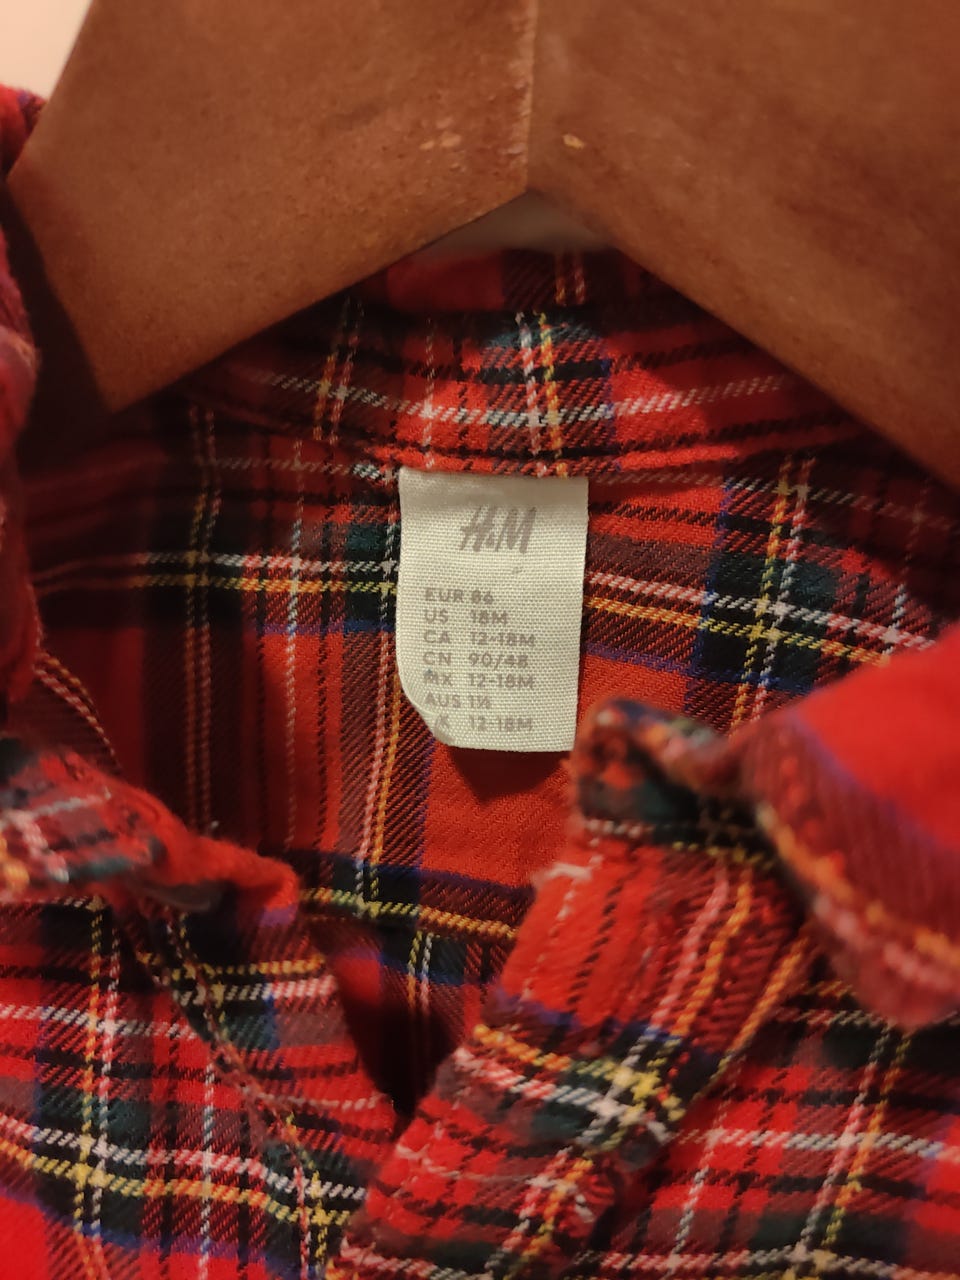 H&M
EUR 86
US 18M
CA 12-18M
CN 90/48
MX 12-18M
AUS 1½
12-18M